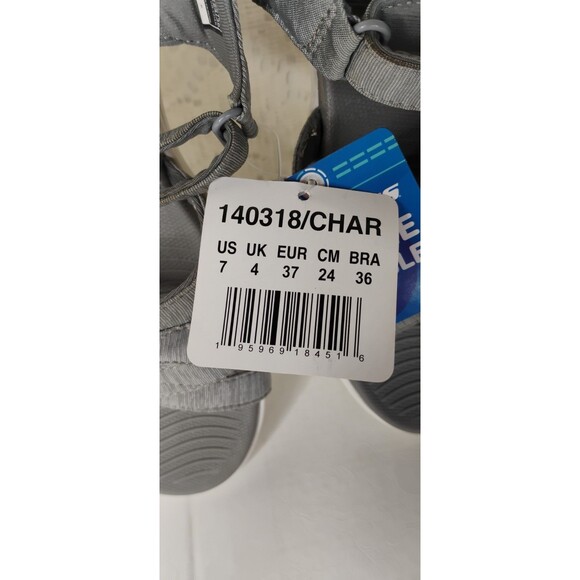 140318/CHAR
US UK EUR CM BRA
7 4 37 24 36
1 95969 18451 6